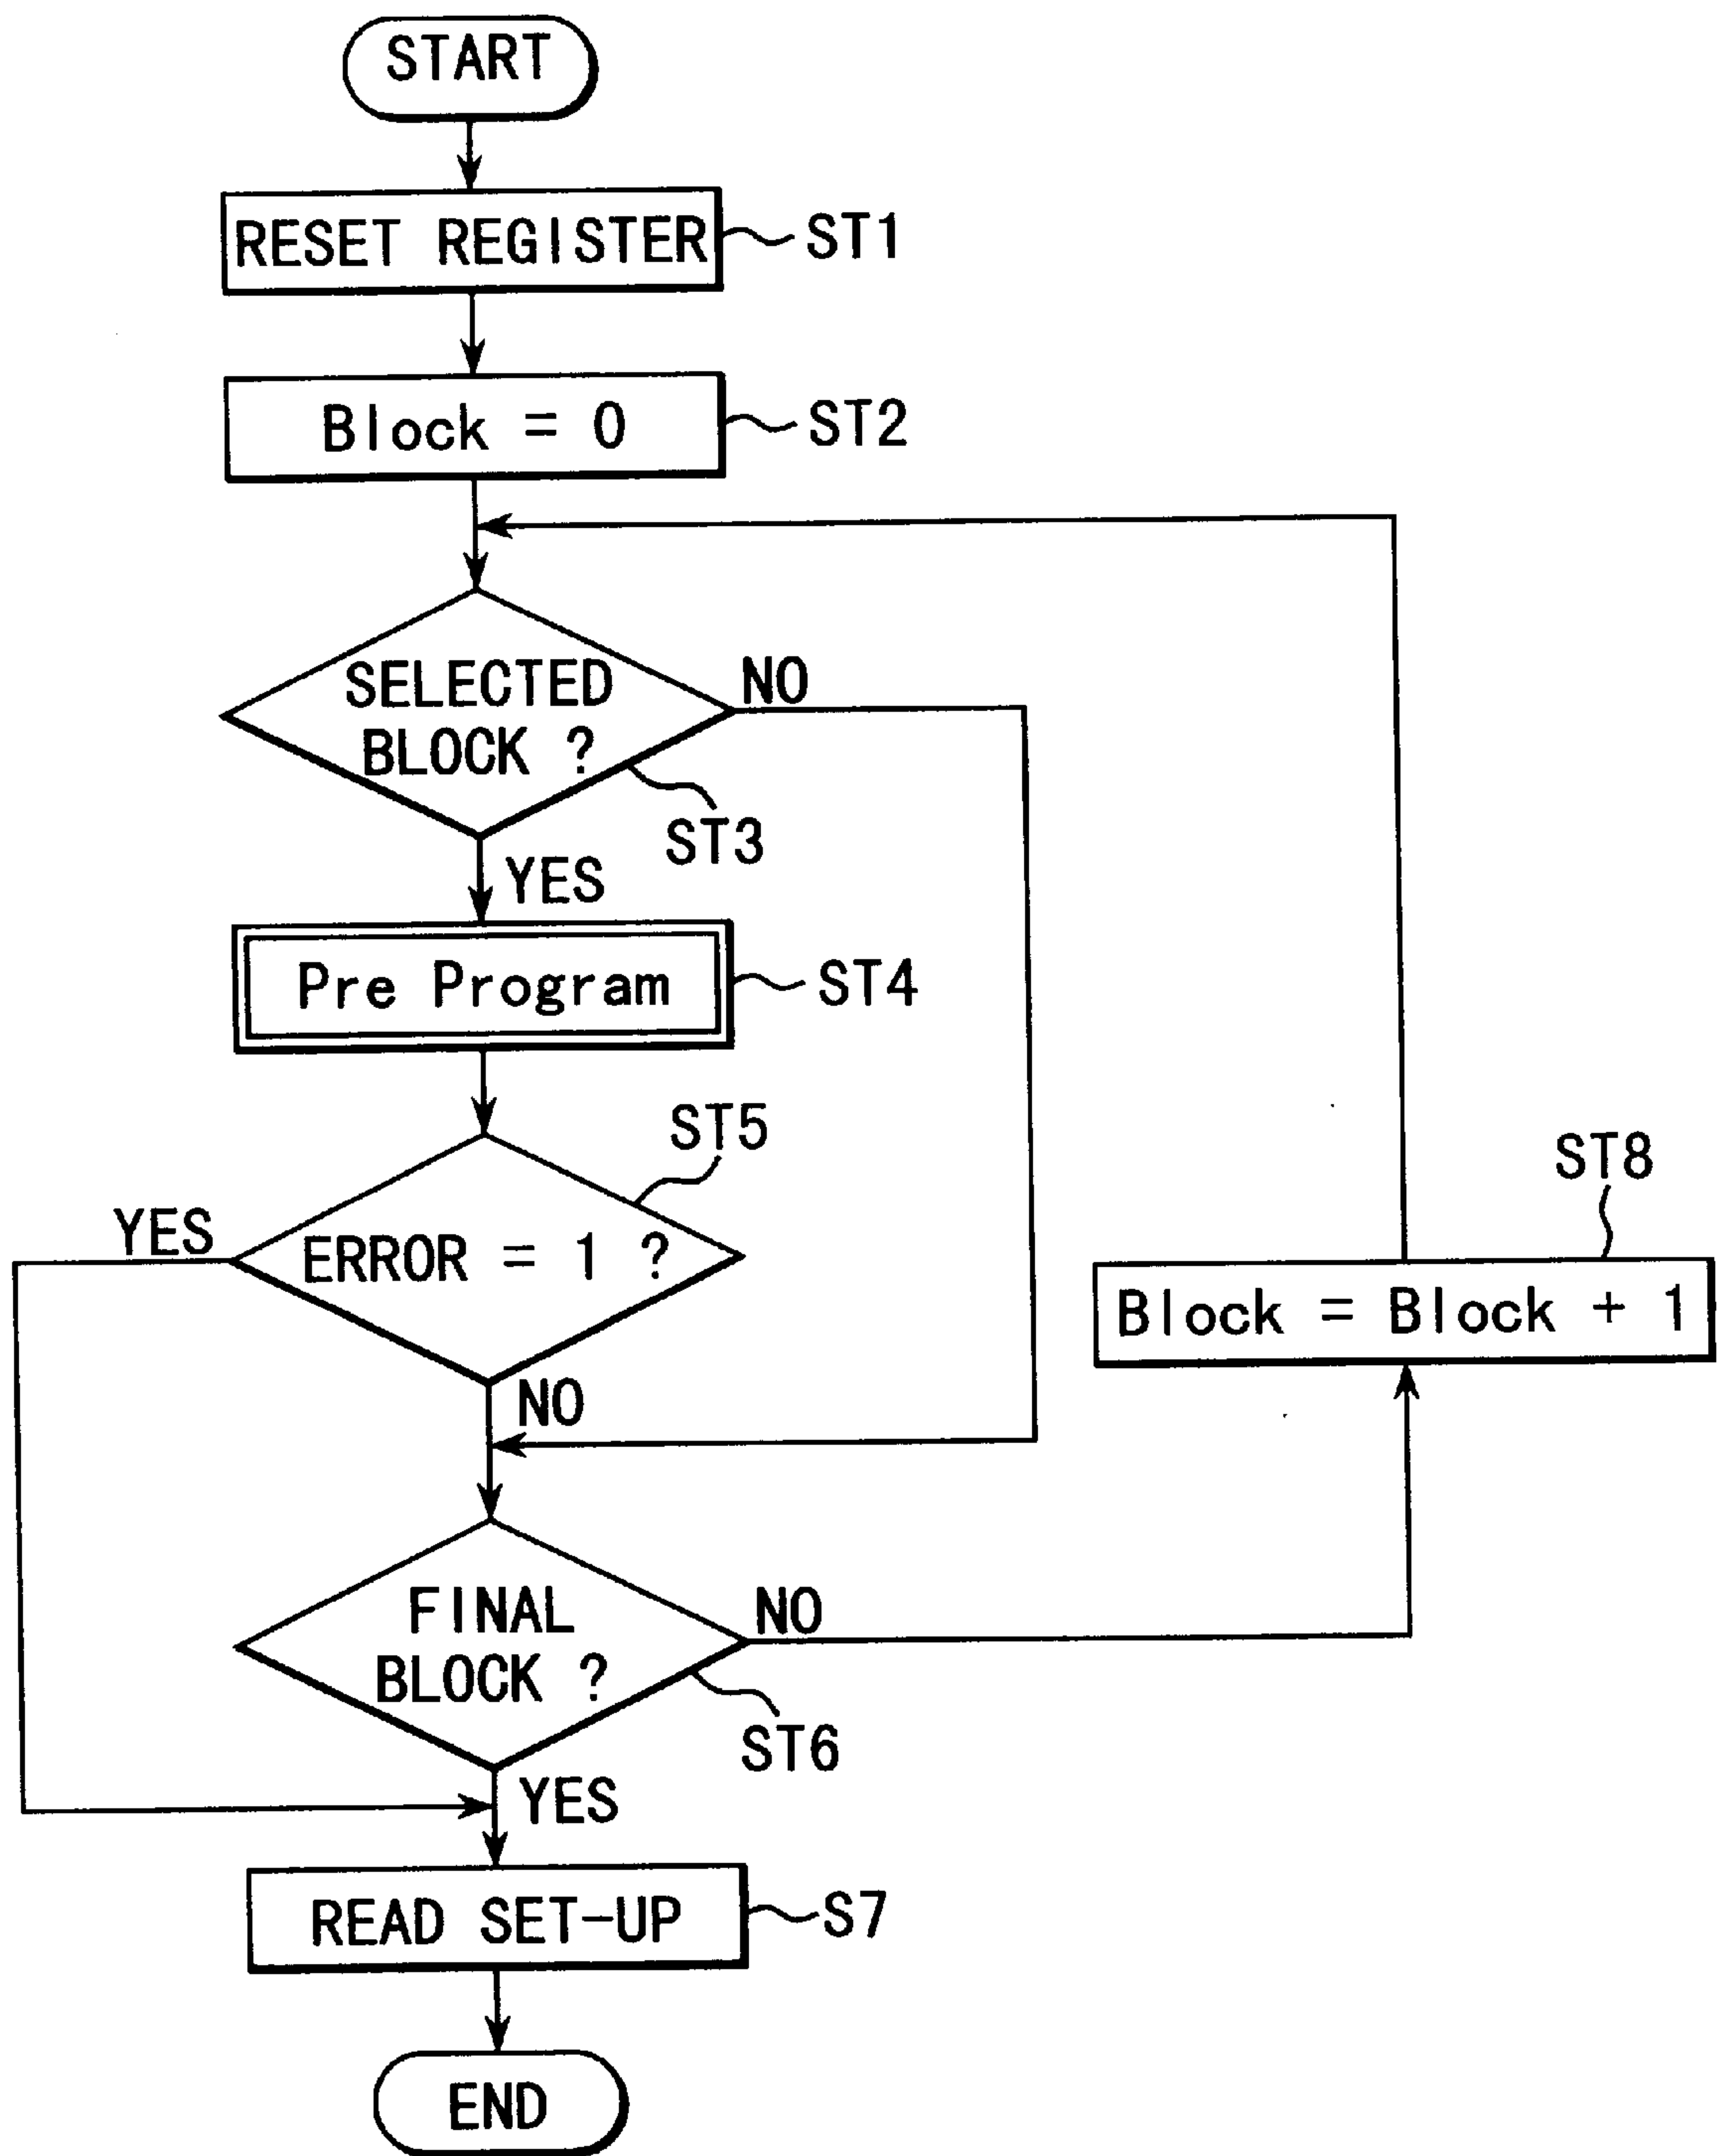 START
RESET REGISTER
ST1
Block = 0
ST2
SELECTED
BLOCK ?
NO
ST3
YES
Pre Program
ST4
ST5
YES
ERROR = 1 ?
NO
ST8
Block = Block + 1
FINAL
BLOCK ?
NO
ST6
YES
READ SET-UP
S7
END